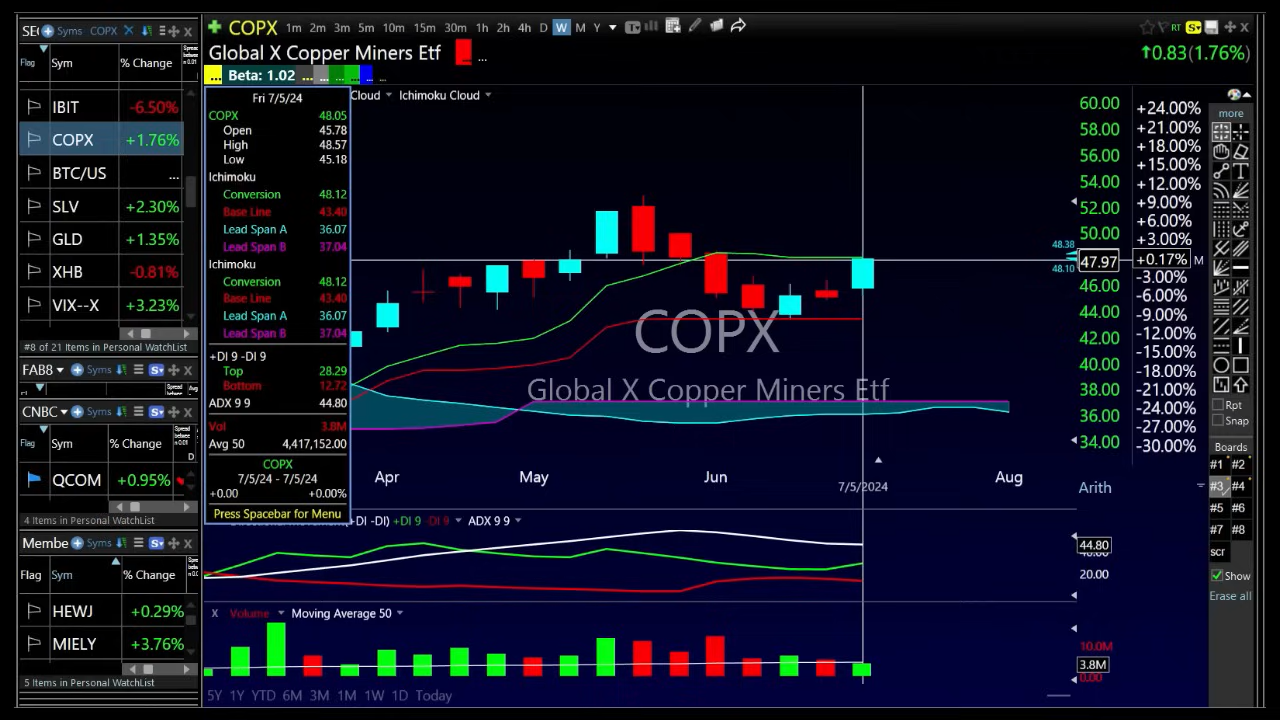 SE Syms COPX
Flag Sym % Change
IBIT -6.50%
COPX +1.76%
BTC/US ...
SLV +2.30%
GLD +1.35%
XHB -0.81%
VIX--X +3.23%
#8 of 21 Items in Personal WatchList
FAB8 Syms
CNBC Syms
Flag Sym % Change
QCOM +0.95%
4 Items in Personal WatchList
Membe Syms
Flag Sym % Change
HEWJ +0.29%
MIELY +3.76%
5 Items in Personal WatchList
COPX 1m 2m 3m 5m 10m 15m 30m 1h 2h 4h D W M Y
RT
Global X Copper Miners Etf ...
0.83(1.76%)
... Beta: 1.02 ... ... ... ... ... ...
Cloud Ichimoku Cloud
Fri 7/5/24
COPX 48.05
Open 45.78
High 48.57
Low 45.18
Ichimoku
Conversion 48.12
Base Line 43.40
Lead Span A 36.07
Lead Span B 37.04
Ichimoku
Conversion 48.12
Base Line 43.40
Lead Span A 36.07
Lead Span B 37.04
+DI 9 -DI 9
Top 28.29
Bottom 12.72
ADX 9 9 44.80
Vol 3.8M
Avg 50 4,417,152.00
COPX
7/5/24 - 7/5/24
+0.00 +0.00%
Press Spacebar for Menu
COPX
Global X Copper Miners Etf
60.00 +24.00%
+21.00%
58.00 +18.00%
56.00 +15.00%
54.00 +12.00%
+9.00%
52.00 +6.00%
50.00 +3.00%
48.38
47.97 +0.17% M
48.10
46.00 -3.00%
-6.00%
44.00 -9.00%
-12.00%
42.00 -15.00%
40.00 -18.00%
38.00 -21.00%
36.00 -24.00%
-27.00%
34.00 -30.00%
Apr May Jun Aug
7/5/2024
Arith
+DI -DI) +DI 9 -DI 9 ADX 9 9
44.80
20.00
X Volume Moving Average 50
10.0M
3.8M
0.00
5Y 1Y YTD 6M 3M 1M 1W 1D Today
more
Rpt
Snap
Boards
#1 #2
#3 #4
#5 #6
#7 #8
scr
Show
Erase all